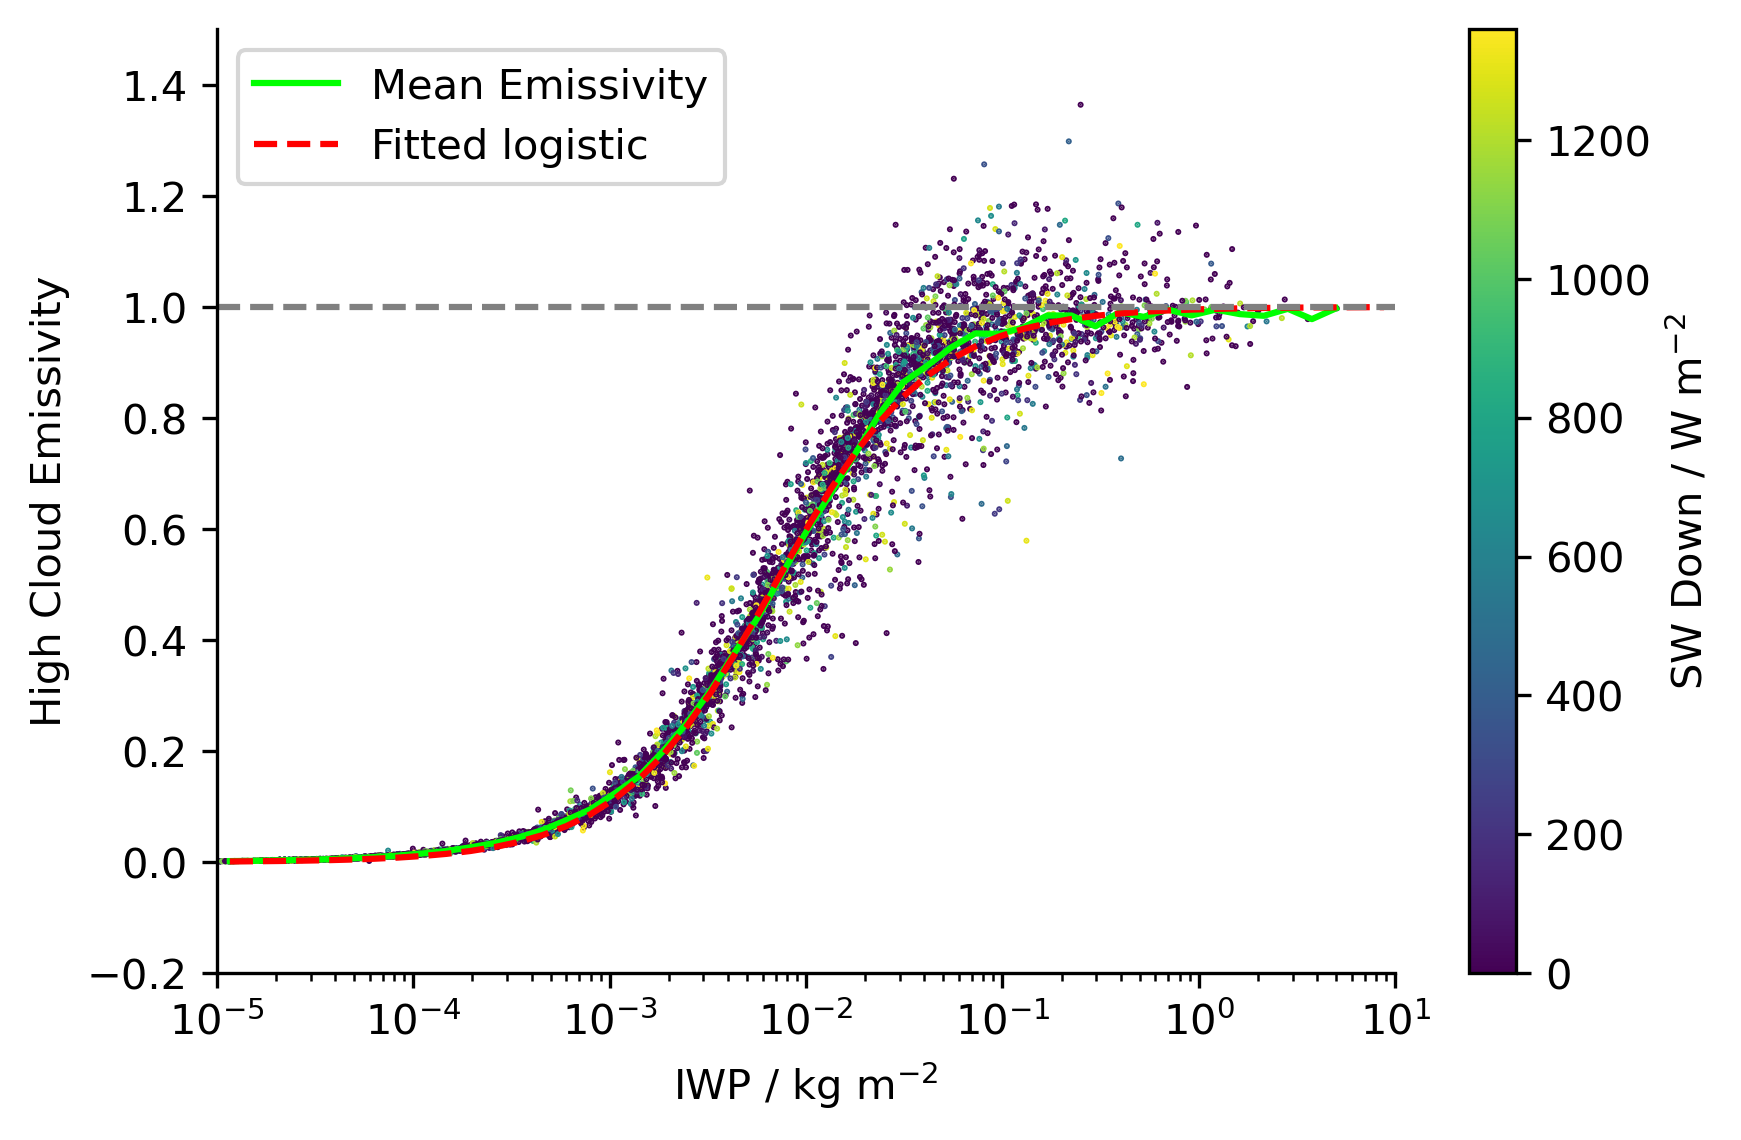 Mean Emissivity
Fitted logistic
1.4
1.2
1.0
0.8
0.6
0.4
0.2
0.0
−0.2
High Cloud Emissivity
10⁻⁵ 10⁻⁴ 10⁻³ 10⁻² 10⁻¹ 10⁰ 10¹
IWP / kg m⁻²
1200
1000
800
600
400
200
0
SW Down / W m⁻²